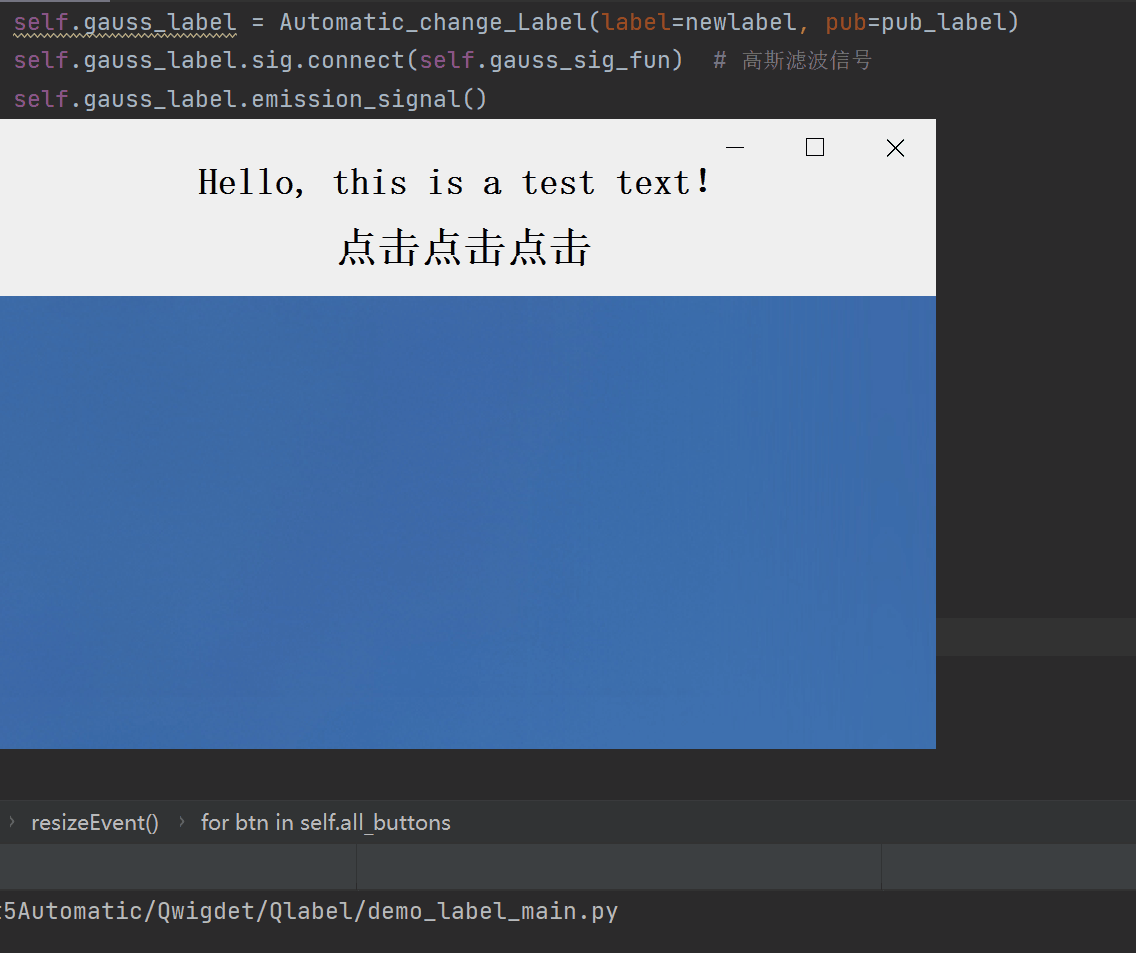 self.gauss_label = Automatic_change_Label(label=newlabel, pub=pub_label)
self.gauss_label.sig.connect(self.gauss_sig_fun)  # 高斯滤波信号
self.gauss_label.emission_signal()
Hello, this is a test text!
点击点击点击
resizeEvent() › for btn in self.all_buttons
t5Automatic/Qwigdet/Qlabel/demo_label_main.py